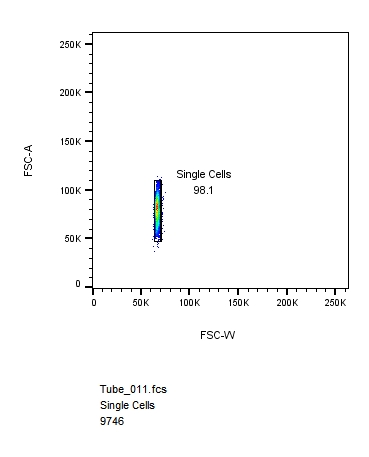 250K
200K
150K
100K
50K
0
FSC-A
Single Cells
98.1
0 50K 100K 150K 200K 250K
FSC-W
Tube_011.fcs
Single Cells
9746